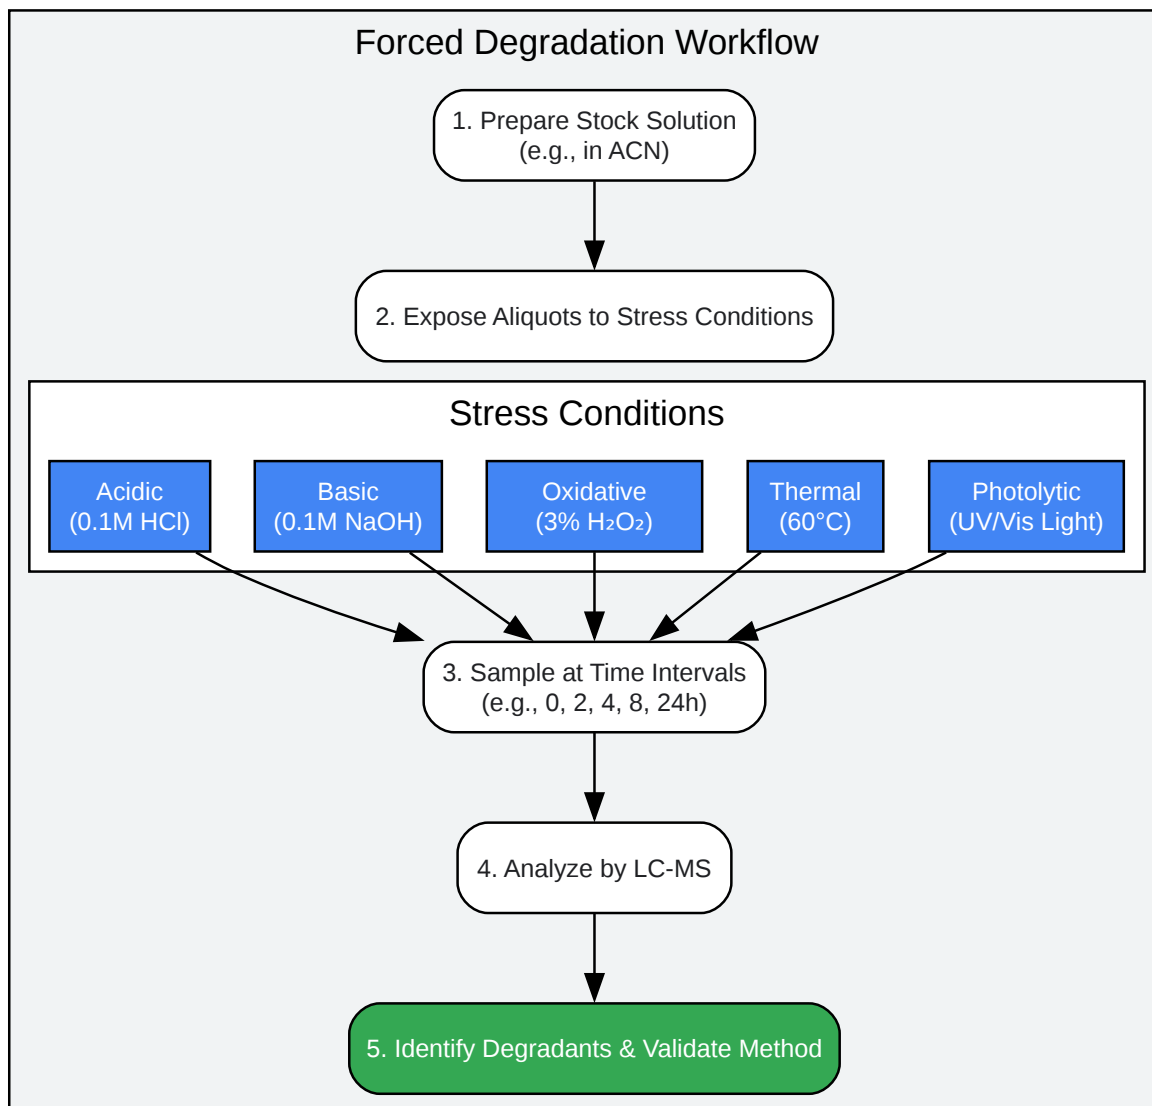 Forced Degradation Workflow
1. Prepare Stock Solution
(e.g., in ACN)
2. Expose Aliquots to Stress Conditions
Stress Conditions
Acidic
(0.1M HCl)
Basic
(0.1M NaOH)
Oxidative
(3% H₂O₂)
Thermal
(60°C)
Photolytic
(UV/Vis Light)
3. Sample at Time Intervals
(e.g., 0, 2, 4, 8, 24h)
4. Analyze by LC-MS
5. Identify Degradants & Validate Method